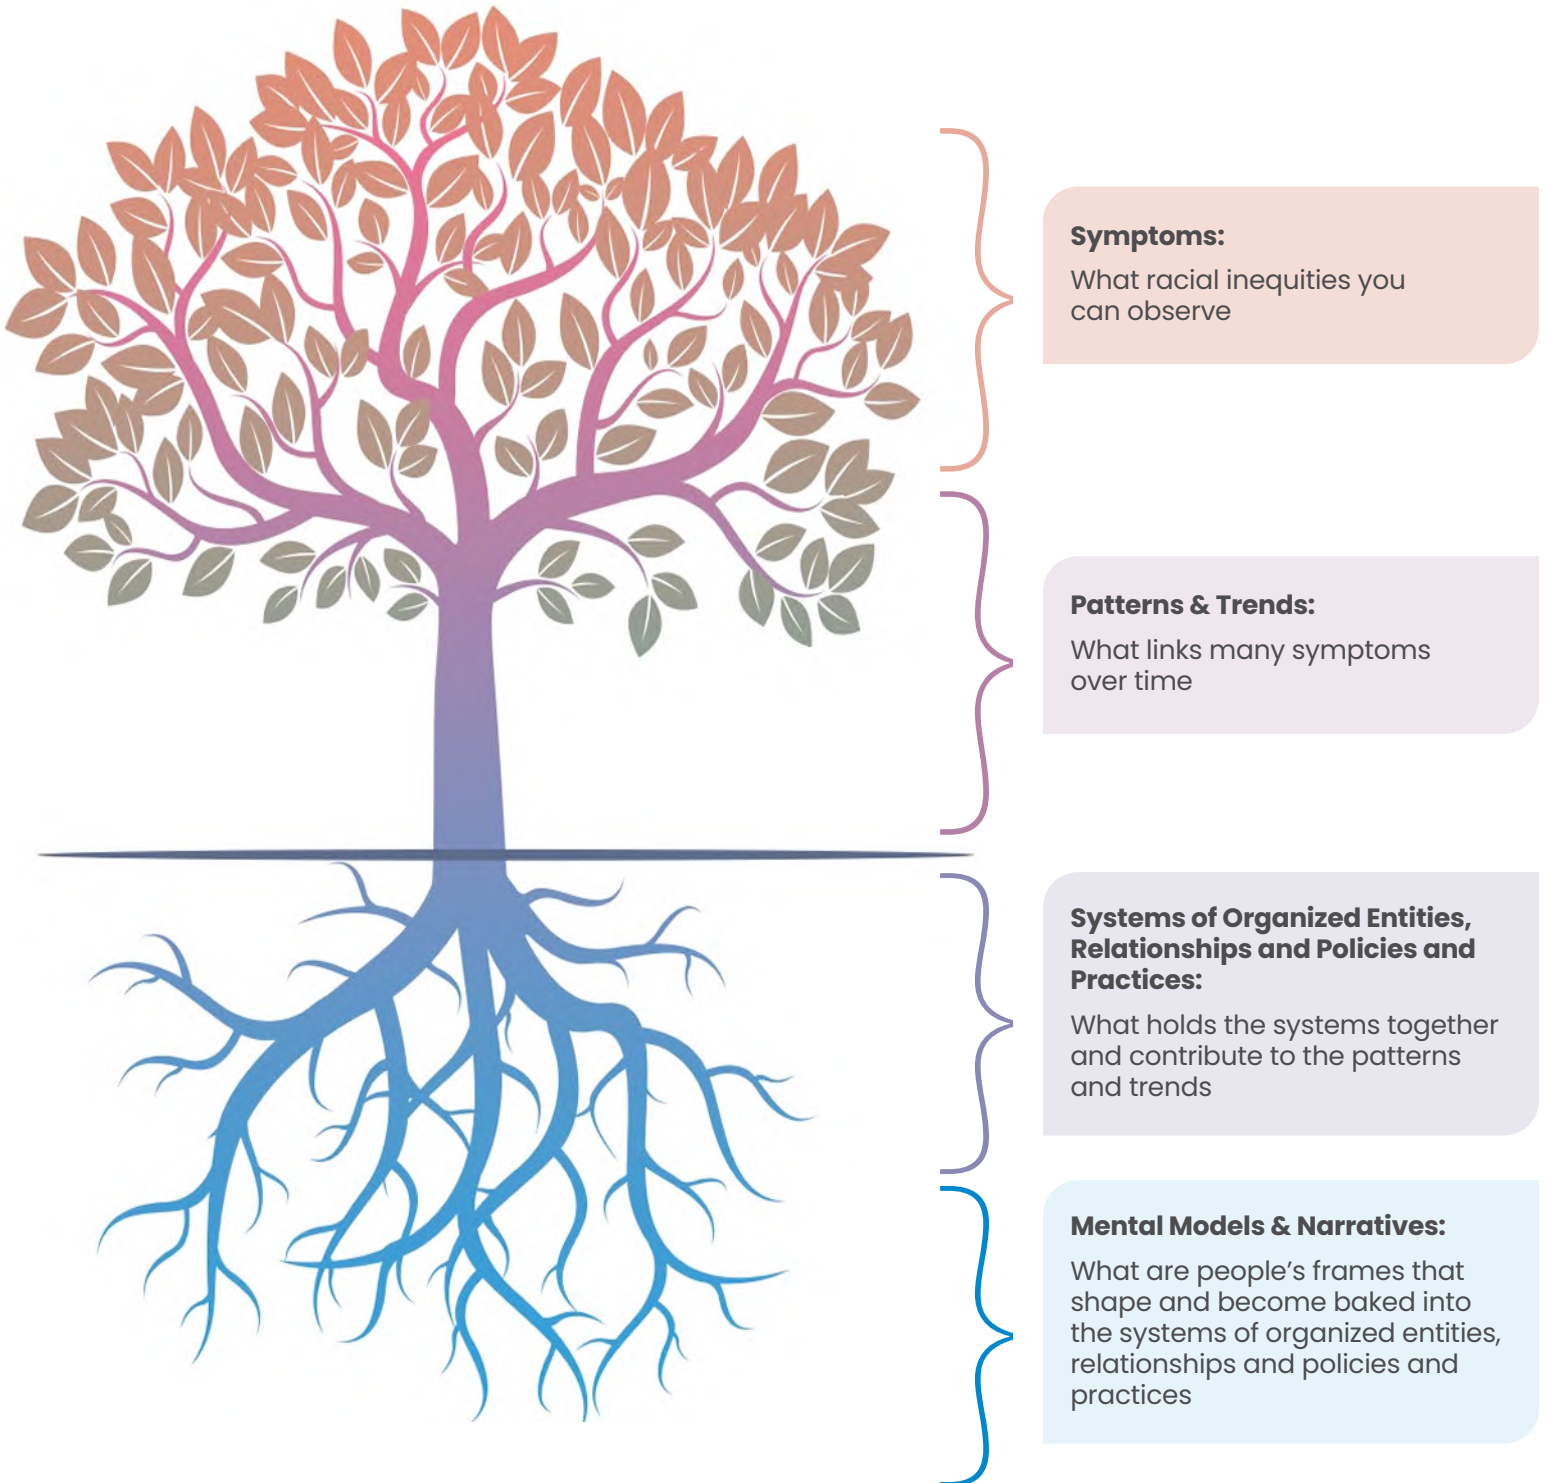 Symptoms:
What racial inequities you
can observe
Patterns & Trends:
What links many symptoms
over time
Systems of Organized Entities,
Relationships and Policies and
Practices:
What holds the systems together
and contribute to the patterns
and trends
Mental Models & Narratives:
What are people’s frames that
shape and become baked into
the systems of organized entities,
relationships and policies and
practices